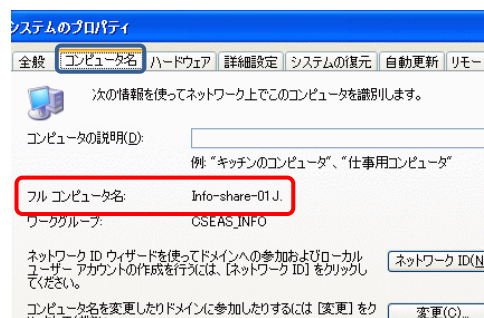 システムのプロパティ
全般 コンピュータ名 ハードウェア 詳細設定 システムの復元 自動更新 リモー
次の情報を使ってネットワーク上でこのコンピュータを識別します。
コンピュータの説明(D):
例: "キッチンのコンピュータ"、"仕事用コンピュータ"
フル コンピュータ名: Info-share-01J.
ワークグループ: CSEAS_INFO
ネットワーク ID ウィザードを使ってドメインへの参加およびローカル
ユーザー アカウントの作成を行うには、[ネットワーク ID] をクリックし
てください。
ネットワーク ID(N
コンピュータ名を変更したりドメインに参加したりするには [変更] をク
変更(C)...